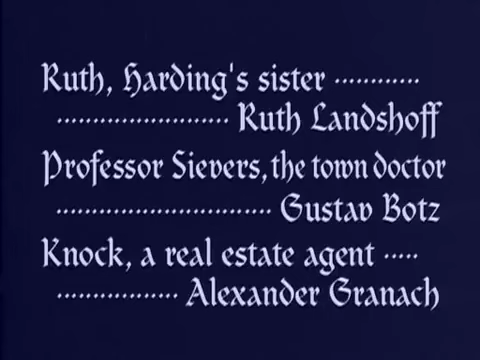 Ruth, Harding's sister ............
........................ Ruth Landshoff
Professor Sievers, the town doctor
.............................. Gustav Botz
Knock, a real estate agent .....
................. Alexander Granach